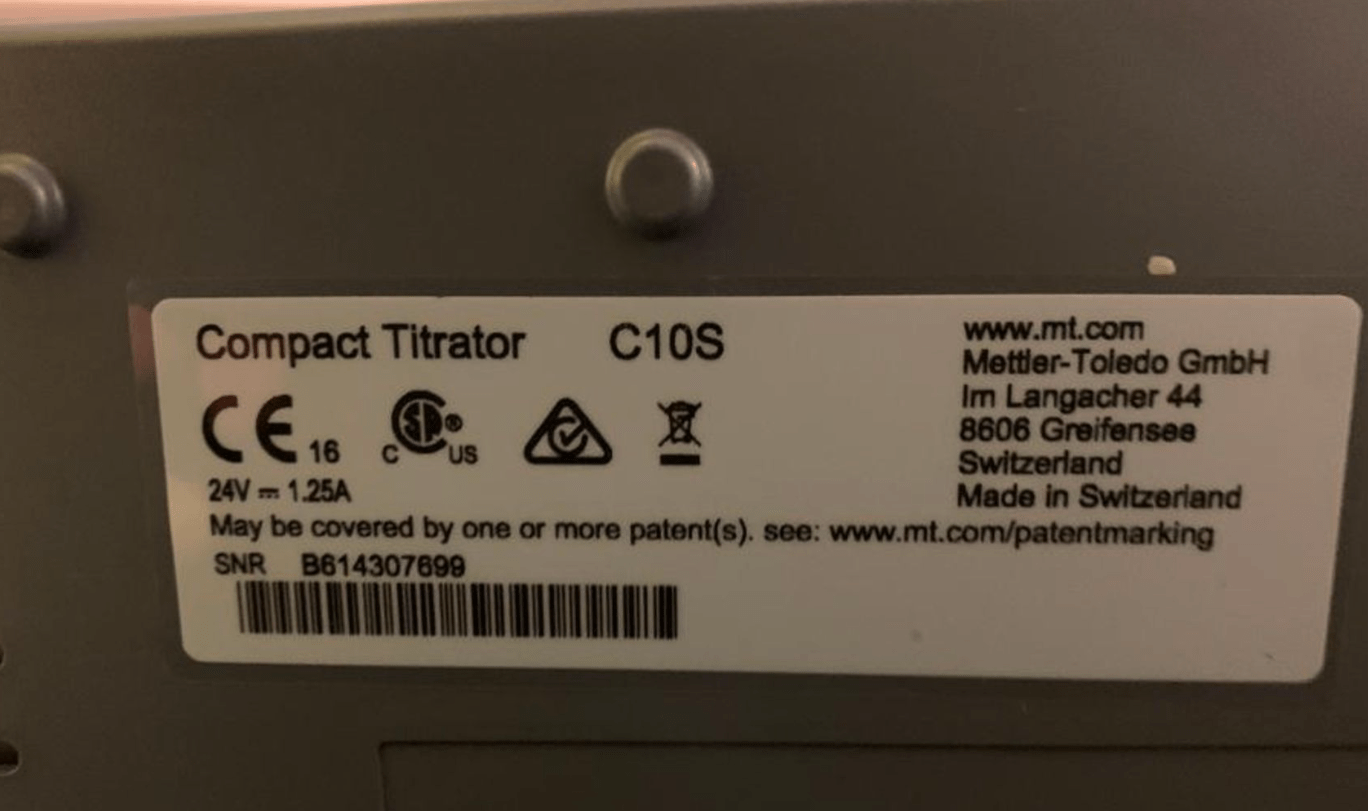 Compact Titrator C10S
CE 16
C SP® US
24V ⎓ 1.25A
May be covered by one or more patent(s). see: www.mt.com/patentmarking
SNR B614307699
www.mt.com
Mettler-Toledo GmbH
Im Langacher 44
8606 Greifensee
Switzerland
Made in Switzerland